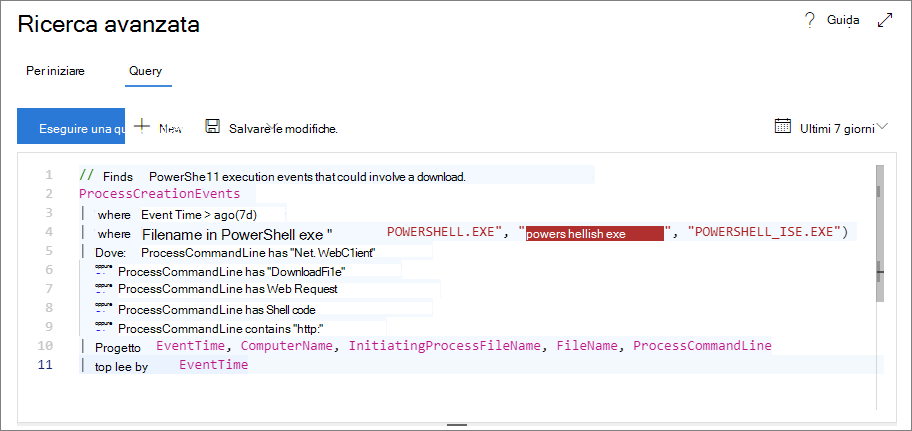 Ricerca avanzata
? Guida
Per iniziare Query
Eseguire una qu New Salvare le modifiche. Ultimi 7 giorni
1 // Finds PowerShe11 execution events that could involve a download.
2 ProcessCreationEvents
3 | where Event Time > ago(7d)
4 | where Filename in PowerShell exe " POWERSHELL.EXE", "powers hellish exe ", "POWERSHELL_ISE.EXE")
5 | Dove: ProcessCommandLine has "Net. WebC1ient"
6 oppure ProcessCommandLine has "DownloadFi1e"
7 oppure ProcessCommandLine has Web Request
8 oppure ProcessCommandLine has Shell code
9 oppure ProcessCommandLine contains "http:"
10 | Progetto EventTime, ComputerName, InitiatingProcessFileName, FileName, ProcessCommandLine
11 | top lee by EventTime